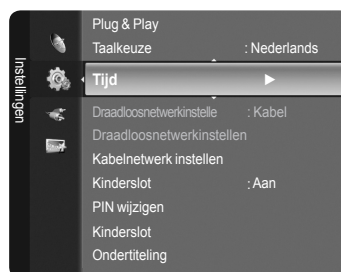 Instellingen
Plug & Play
Taalkeuze : Nederlands
Tijd
Draadloosnetwerkinstelle : Kabel
Draadloosnetwerkinstellen
Kabelnetwerk instellen
Kinderslot : Aan
PIN wijzigen
Kinderslot
Ondertiteling